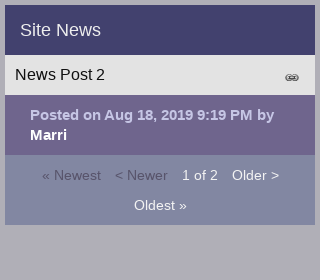 Site News
News Post 2
Posted on Aug 18, 2019 9:19 PM by
Marri
« Newest < Newer 1 of 2 Older >
Oldest »